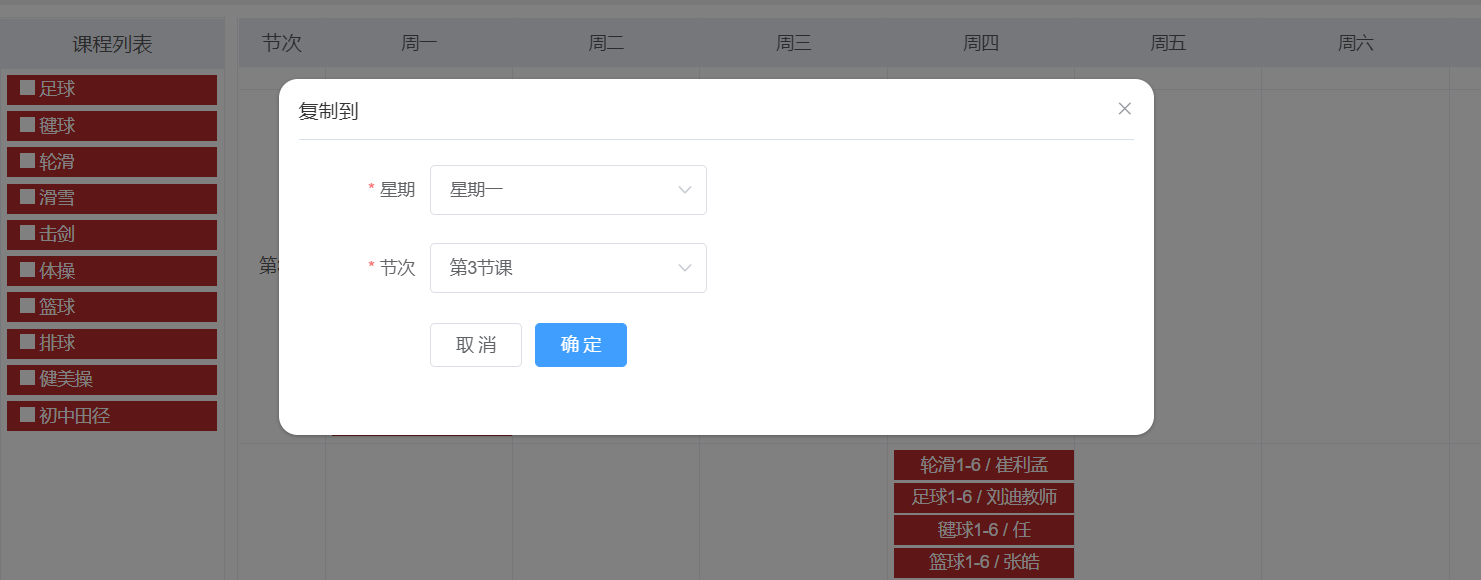 课程列表
节次 周一 周二 周三 周四 周五 周六
足球
毽球
轮滑
滑雪
击剑
体操
篮球
排球
健美操
初中田径
第
复制到
* 星期 星期一
* 节次 第3节课
取消 确定
轮滑1-6 / 崔利孟
足球1-6 / 刘迪教师
毽球1-6 / 任
篮球1-6 / 张皓